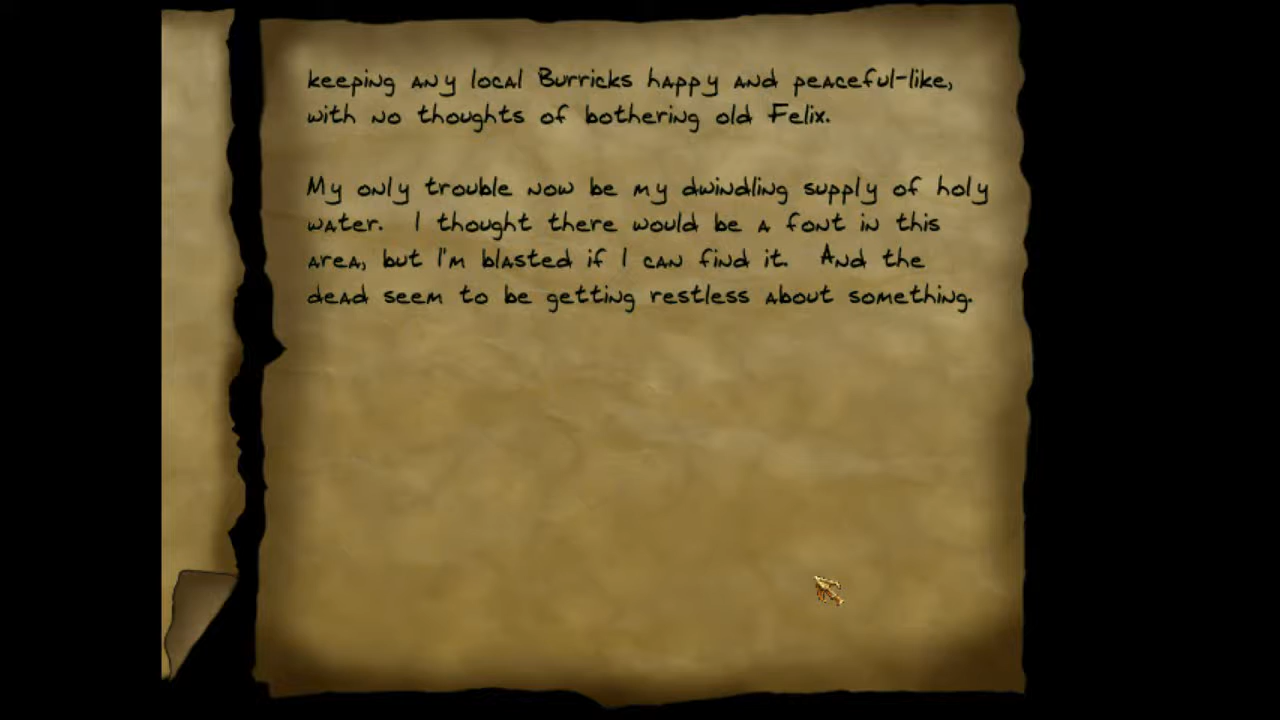 keeping any local Burricks happy and peaceful-like,
with no thoughts of bothering old Felix.
My only trouble now be my dwindling supply of holy
water. I thought there would be a font in this
area, but I'm blasted if I can find it. And the
dead seem to be getting restless about something.